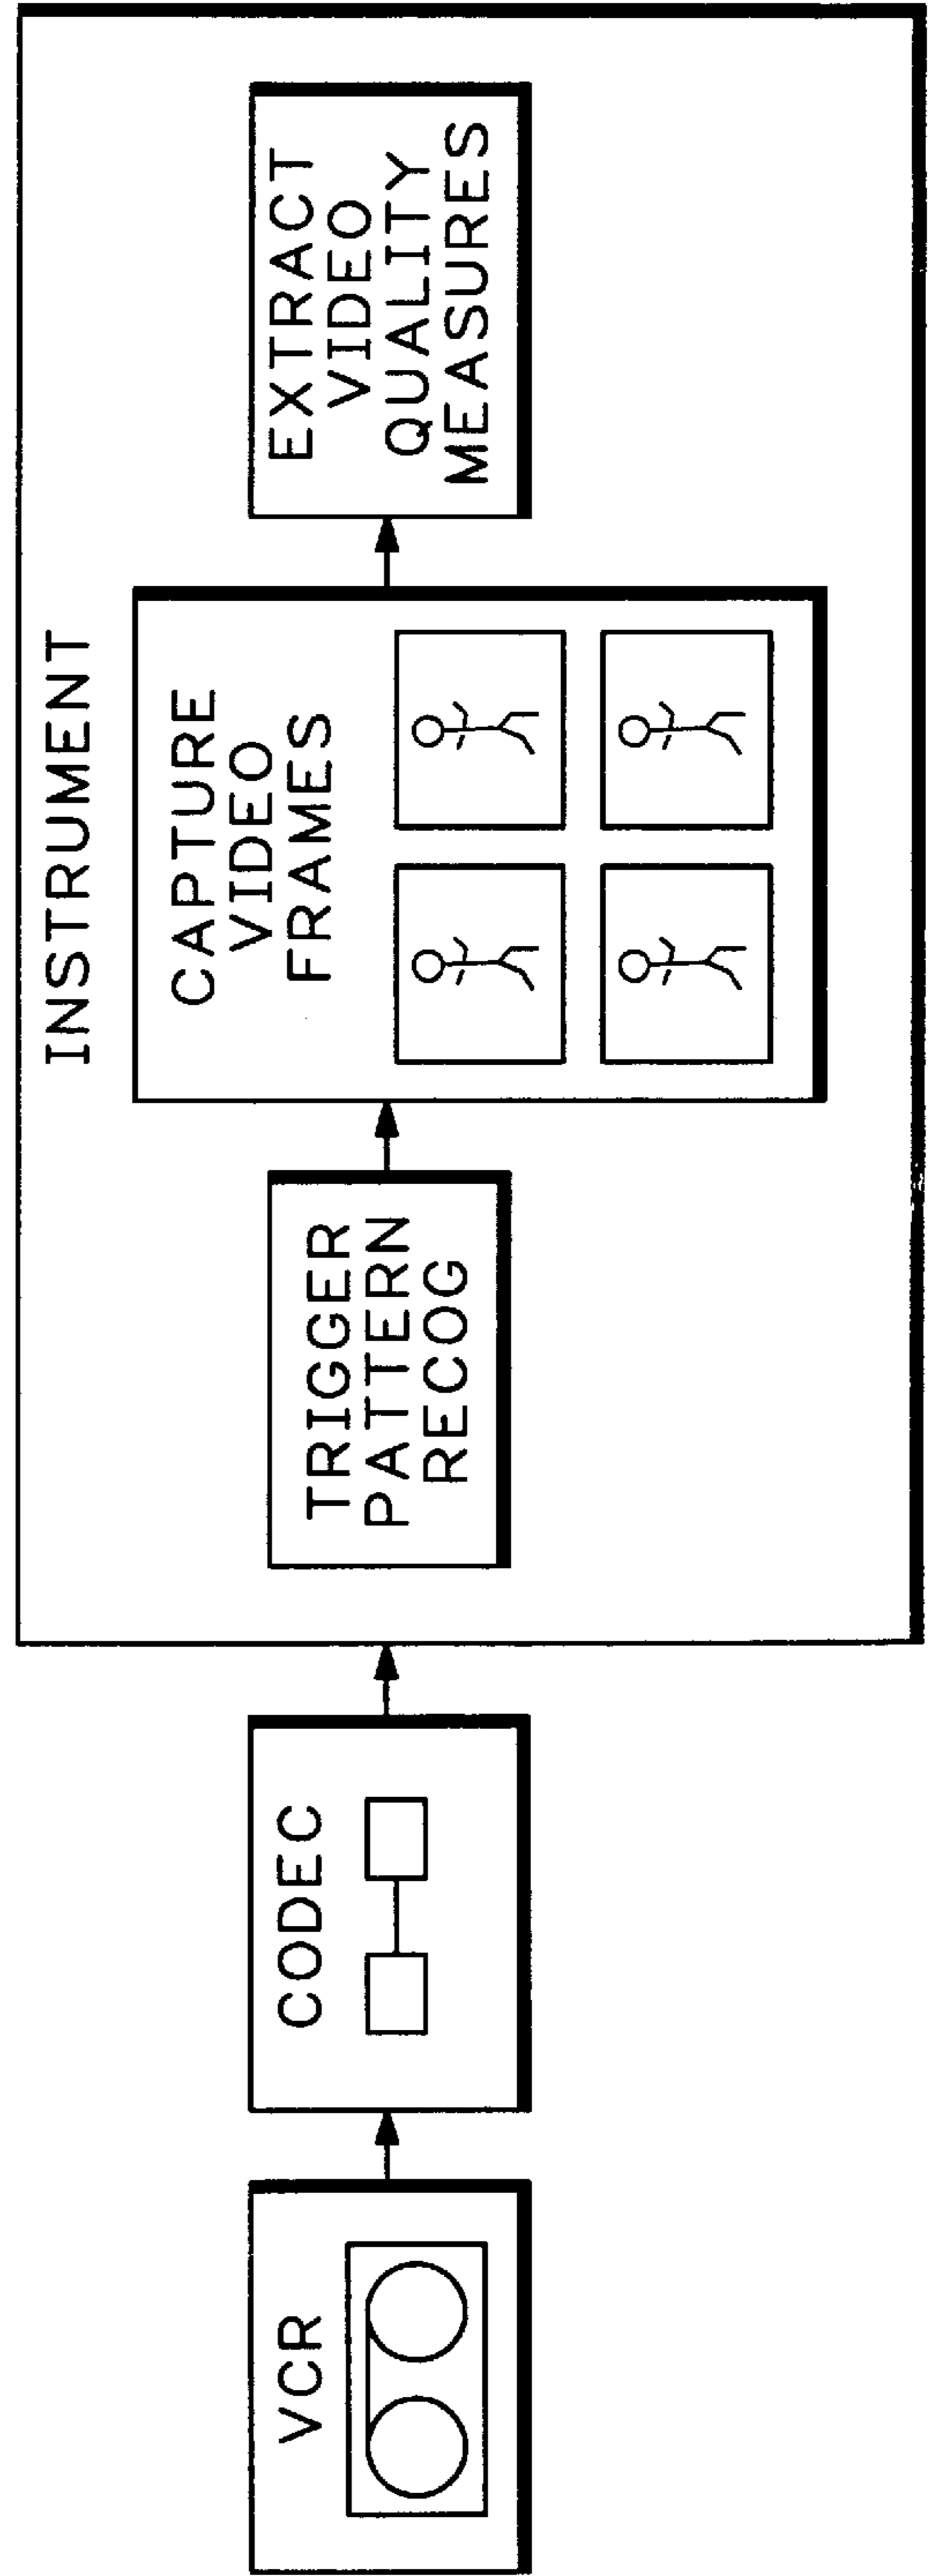 VCR
CODEC
INSTRUMENT
TRIGGER
PATTERN
RECOG
CAPTURE
VIDEO
FRAMES
EXTRACT
VIDEO
QUALITY
MEASURES